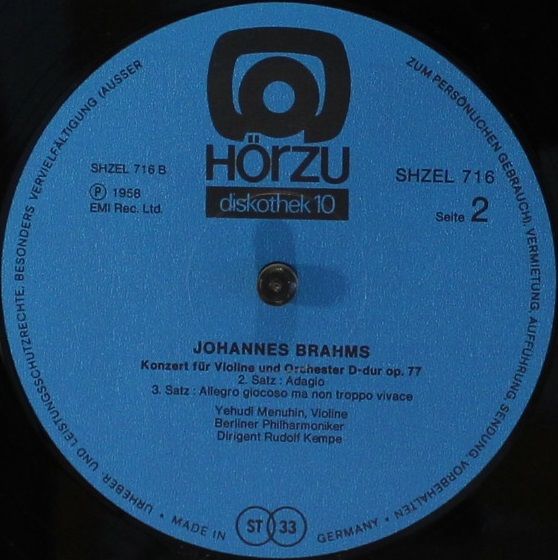 URHEBER- UND LEISTUNGSSCHUTZRECHTE, BESONDERS VERVIELFÄLTIGUNG (AUSSER ZUM PERSÖNLICHEN GEBRAUCH), VERMIETUNG, AUFFÜHRUNG, SENDUNG, VORBEHALTEN
HÖrZU
diskothek 10
SHZEL 716 B
Ⓟ 1958
EMI Rec. Ltd.
SHZEL 716
Seite 2
JOHANNES BRAHMS
Konzert für Violine und Orchester D-dur op. 77
2. Satz: Adagio
3. Satz: Allegro giocoso ma non troppo vivace
Yehudi Menuhin, Violine
Berliner Philharmoniker
Dirigent Rudolf Kempe
• MADE IN ST 33 GERMANY •